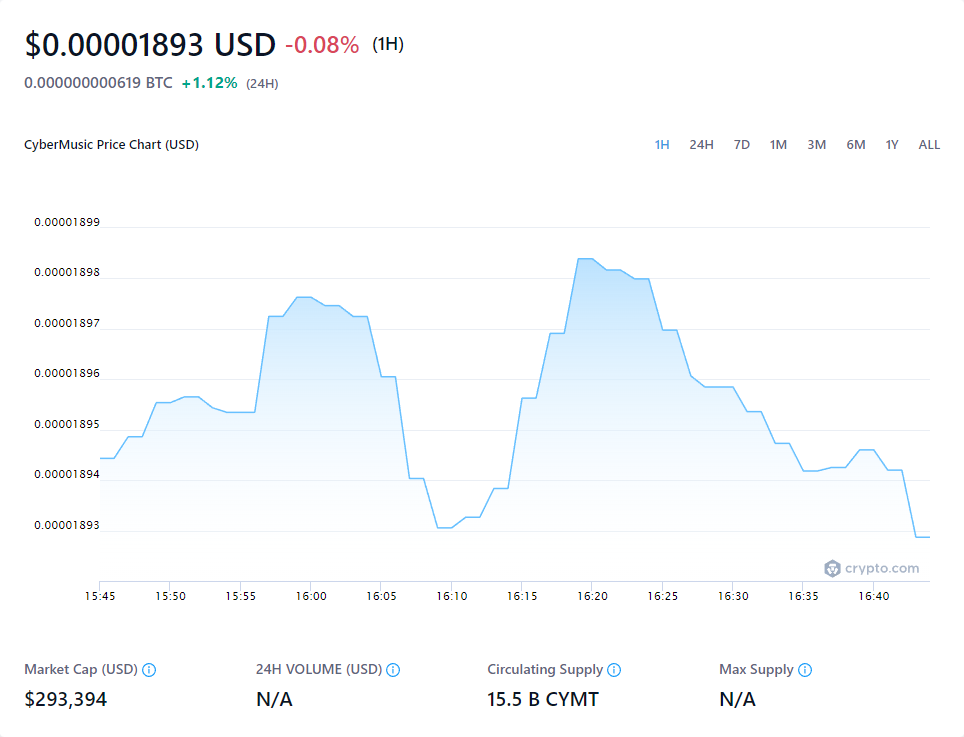 $0.00001893 USD -0.08% (1H)
0.000000000619 BTC +1.12% (24H)
CyberMusic Price Chart (USD) 1H 24H 7D 1M 3M 6M 1Y ALL
0.00001899
0.00001898
0.00001897
0.00001896
0.00001895
0.00001894
0.00001893
crypto.com
15:45 15:50 15:55 16:00 16:05 16:10 16:15 16:20 16:25 16:30 16:35 16:40
Market Cap (USD) 24H VOLUME (USD) Circulating Supply Max Supply
$293,394 N/A 15.5 B CYMT N/A